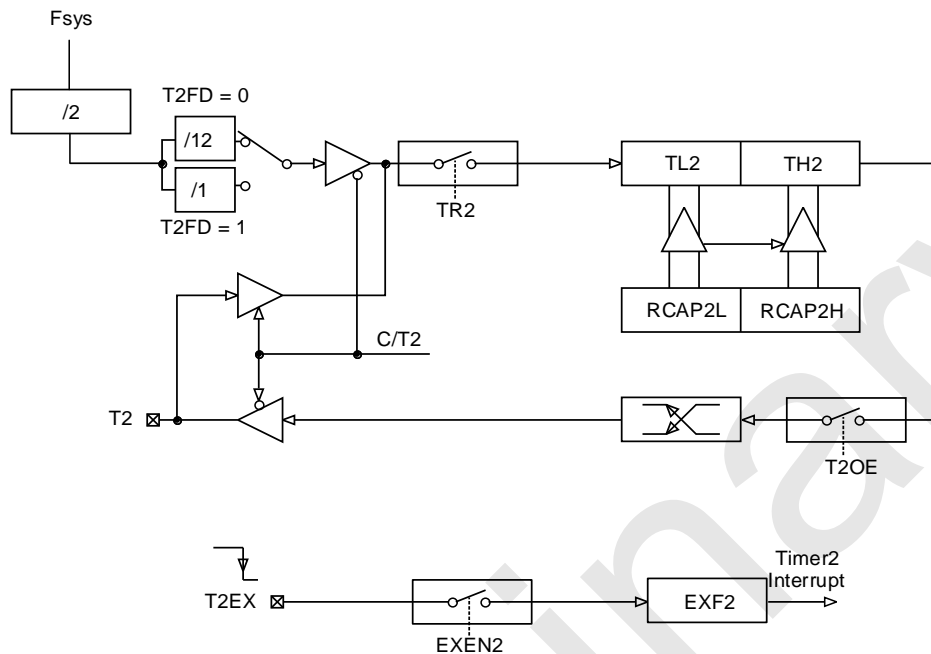 Fsys
/2
T2FD = 0
/12
/1
T2FD = 1
TR2
TL2
TH2
RCAP2L
RCAP2H
C/T2
T2
T2OE
T2EX
EXEN2
EXF2
Timer2
Interrupt